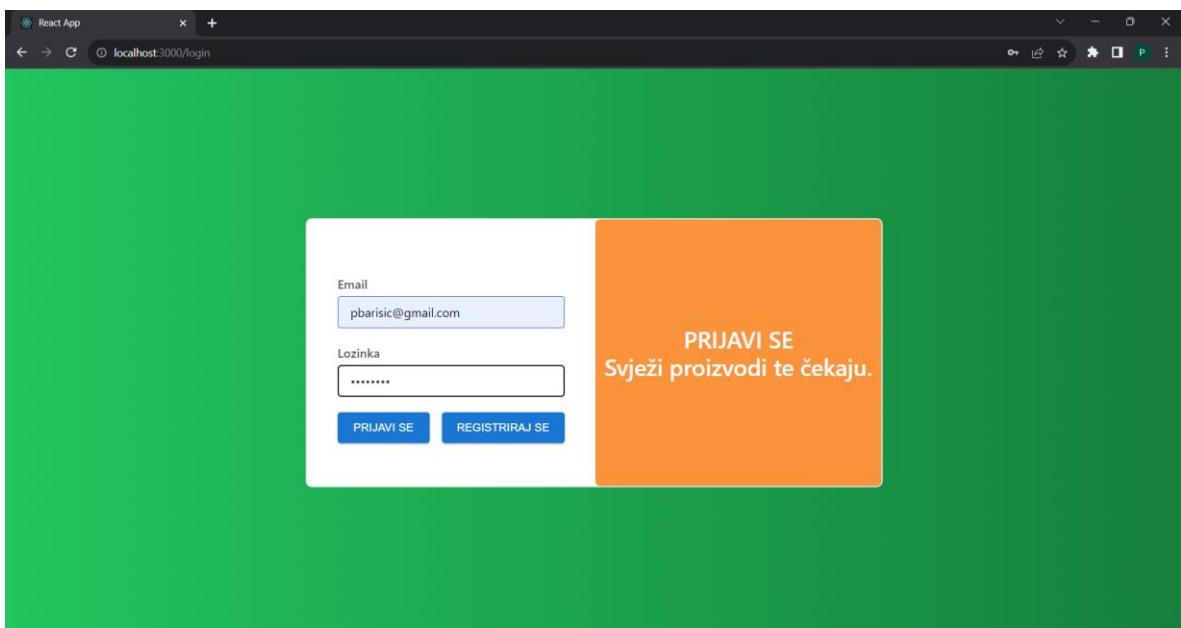 React App
localhost:3000/login
P
Email
pbarisic@gmail.com
Lozinka
••••••••
PRIJAVI SE REGISTRIRAJ SE
PRIJAVI SE
Svježi proizvodi te čekaju.